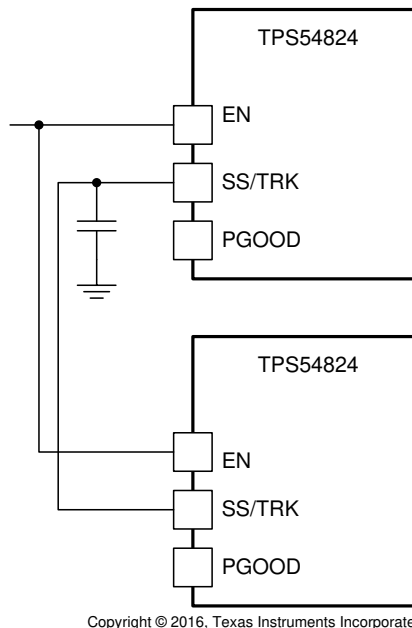 TPS54824
EN
SS/TRK
PGOOD
TPS54824
EN
SS/TRK
PGOOD
Copyright © 2016, Texas Instruments Incorporate